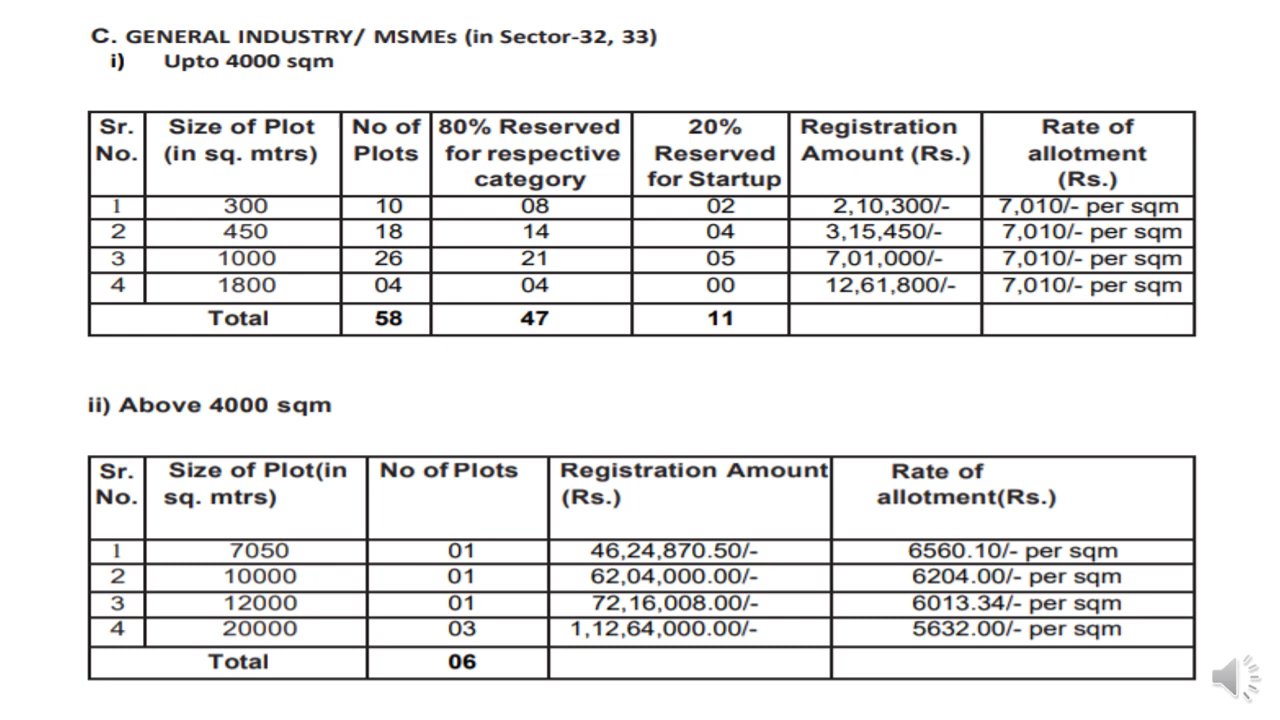 C. GENERAL INDUSTRY/ MSMEs (in Sector-32, 33)
i) Upto 4000 sqm
Sr. No. | Size of Plot (in sq. mtrs) | No of Plots | 80% Reserved for respective category | 20% Reserved for Startup | Registration Amount (Rs.) | Rate of allotment (Rs.)
1 | 300 | 10 | 08 | 02 | 2,10,300/- | 7,010/- per sqm
2 | 450 | 18 | 14 | 04 | 3,15,450/- | 7,010/- per sqm
3 | 1000 | 26 | 21 | 05 | 7,01,000/- | 7,010/- per sqm
4 | 1800 | 04 | 04 | 00 | 12,61,800/- | 7,010/- per sqm
Total | 58 | 47 | 11
ii) Above 4000 sqm
Sr. No. | Size of Plot(in sq. mtrs) | No of Plots | Registration Amount (Rs.) | Rate of allotment(Rs.)
1 | 7050 | 01 | 46,24,870.50/- | 6560.10/- per sqm
2 | 10000 | 01 | 62,04,000.00/- | 6204.00/- per sqm
3 | 12000 | 01 | 72,16,008.00/- | 6013.34/- per sqm
4 | 20000 | 03 | 1,12,64,000.00/- | 5632.00/- per sqm
Total | 06